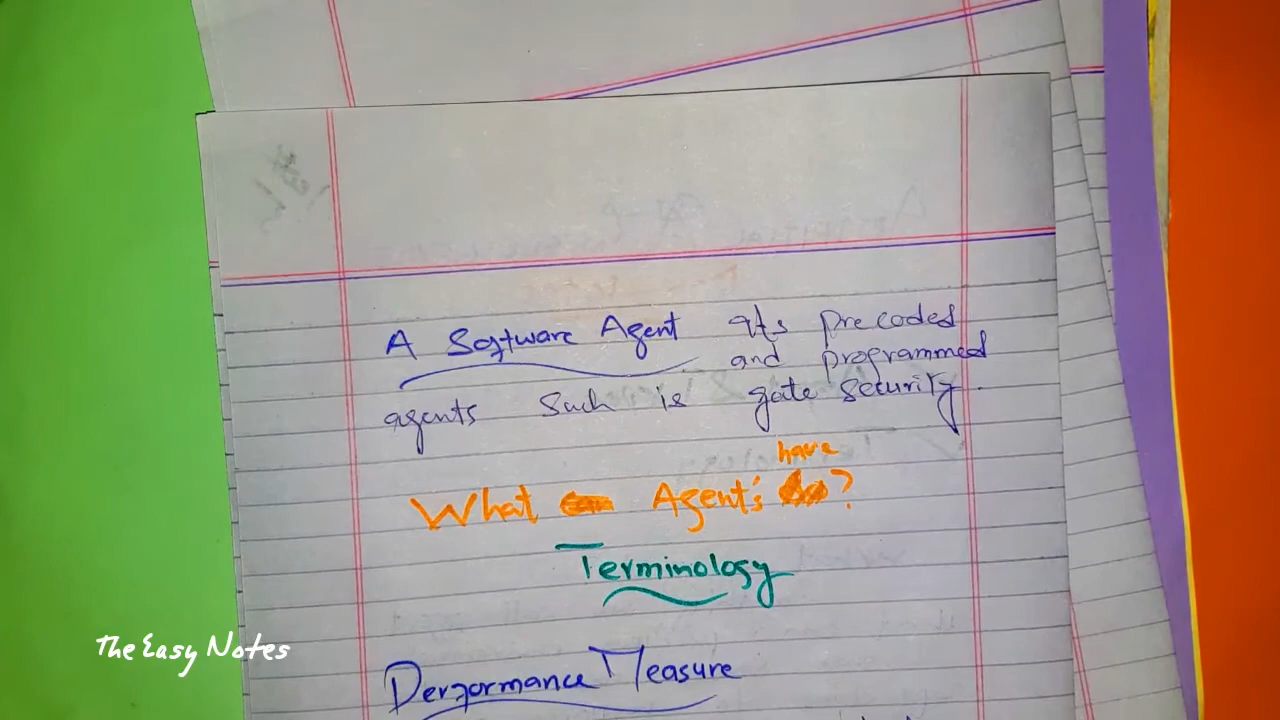 A Software Agent Its precoded
and programmed
agents Such is gate security.
have
What Agent's ?
Terminology
Performance Measure
The Easy Notes